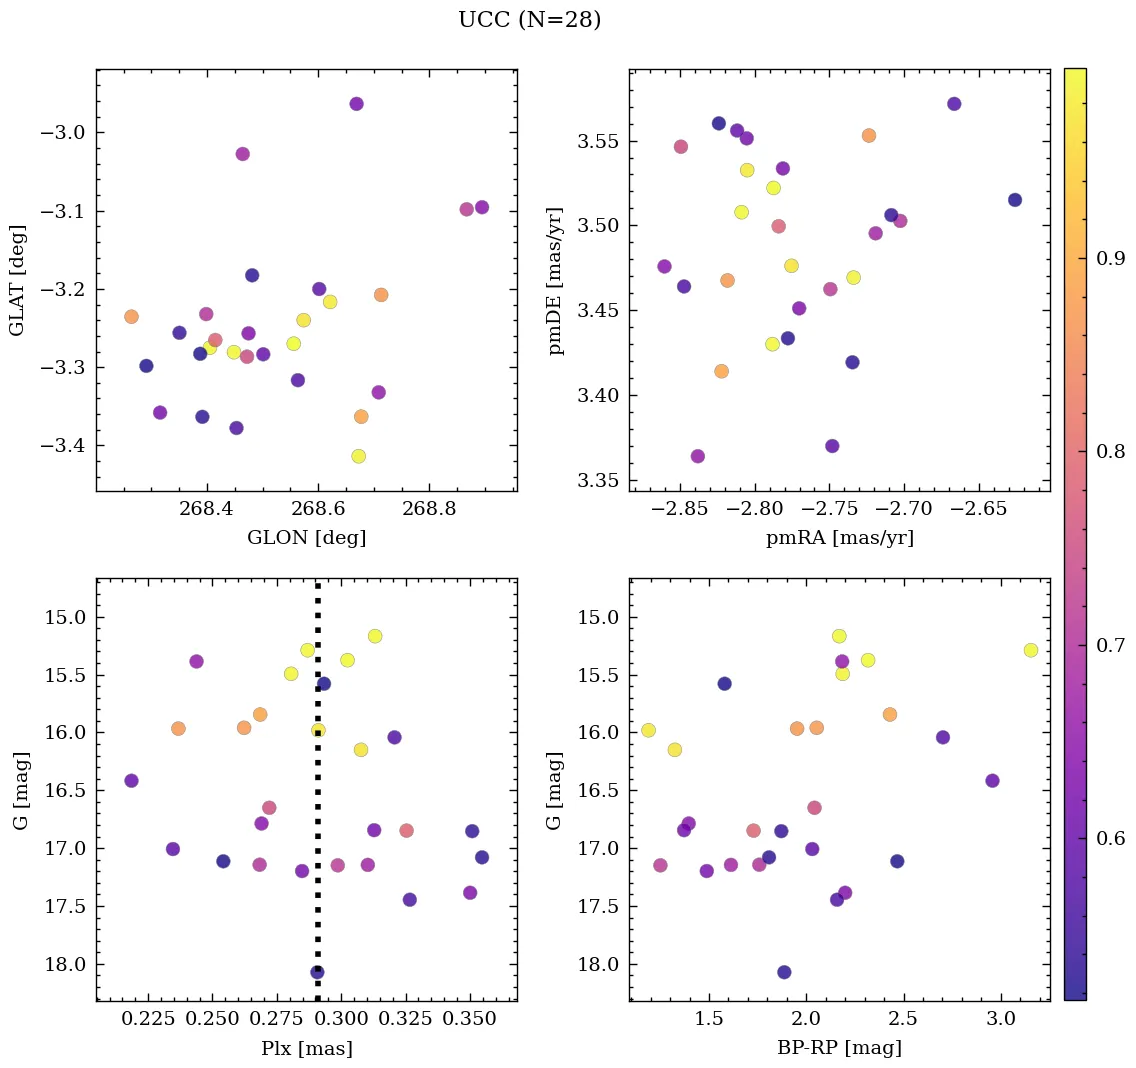 UCC (N=28)
−3.0
−3.1
−3.2
−3.3
−3.4
GLAT [deg]
268.4 268.6 268.8
GLON [deg]
3.55
3.50
3.45
3.40
3.35
pmDE [mas/yr]
−2.85 −2.80 −2.75 −2.70 −2.65
pmRA [mas/yr]
0.9
0.8
0.7
0.6
15.0
15.5
16.0
16.5
17.0
17.5
18.0
G [mag]
0.225 0.250 0.275 0.300 0.325 0.350
Plx [mas]
15.0
15.5
16.0
16.5
17.0
17.5
18.0
G [mag]
1.5 2.0 2.5 3.0
BP-RP [mag]